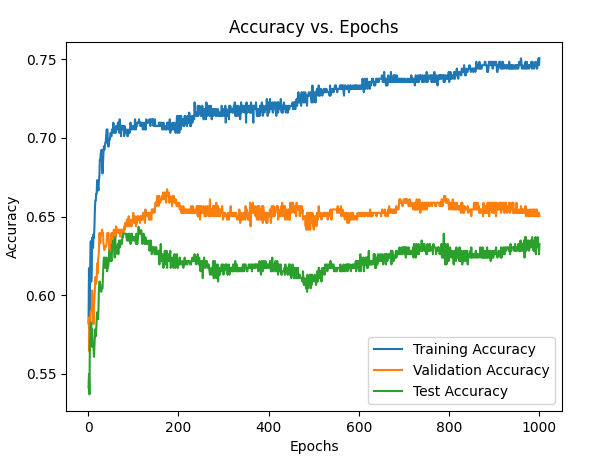 Accuracy vs. Epochs
Accuracy
0.75
0.70
0.65
0.60
0.55
0
200
400
600
800
1000
Epochs
Training Accuracy
Validation Accuracy
Test Accuracy